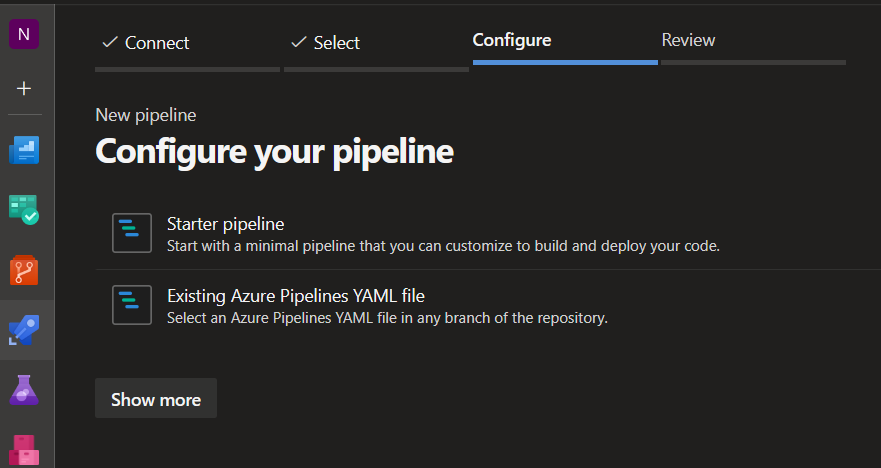 N
Connect
Select
Configure
Review
New pipeline
Configure your pipeline
Starter pipeline
Start with a minimal pipeline that you can customize to build and deploy your code.
Existing Azure Pipelines YAML file
Select an Azure Pipelines YAML file in any branch of the repository.
Show more